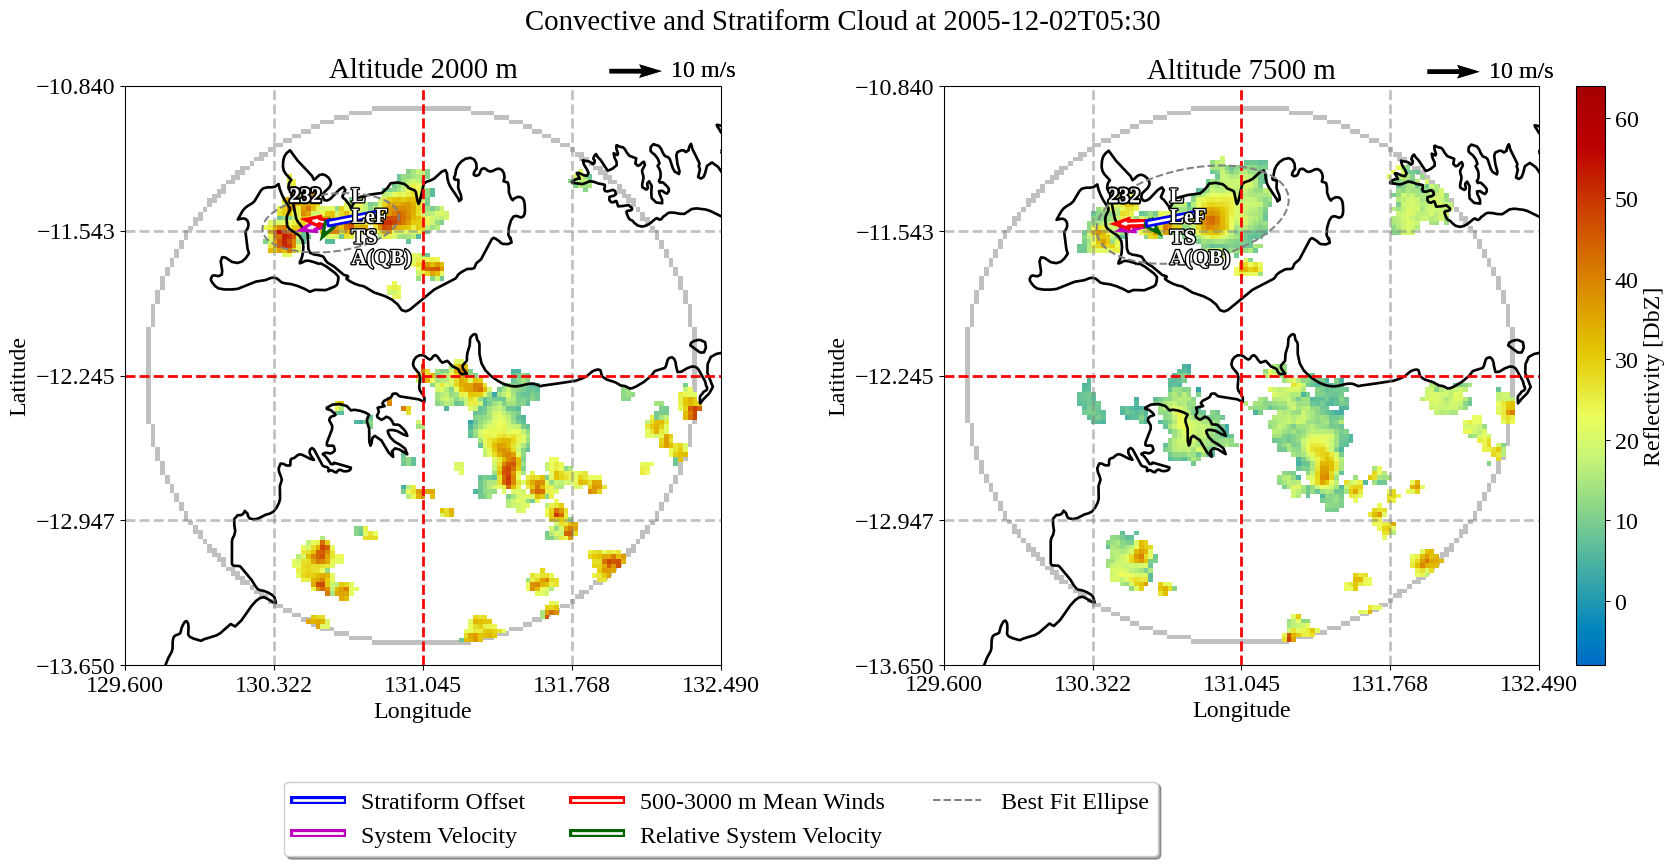 Convective and Stratiform Cloud at 2005-12-02T05:30
Altitude 2000 m
10 m/s
Altitude 7500 m
10 m/s
−10.840
−11.543
−12.245
−12.947
−13.650
Latitude
129.600
130.322
131.045
131.768
132.490
Longitude
232
L
LeF
TS
A(QB)
−10.840
−11.543
−12.245
−12.947
−13.650
Latitude
129.600
130.322
131.045
131.768
132.490
Longitude
232
L
LeF
TS
A(QB)
60
50
40
30
20
10
0
Reflectivity [DbZ]
Stratiform Offset
System Velocity
500-3000 m Mean Winds
Relative System Velocity
Best Fit Ellipse